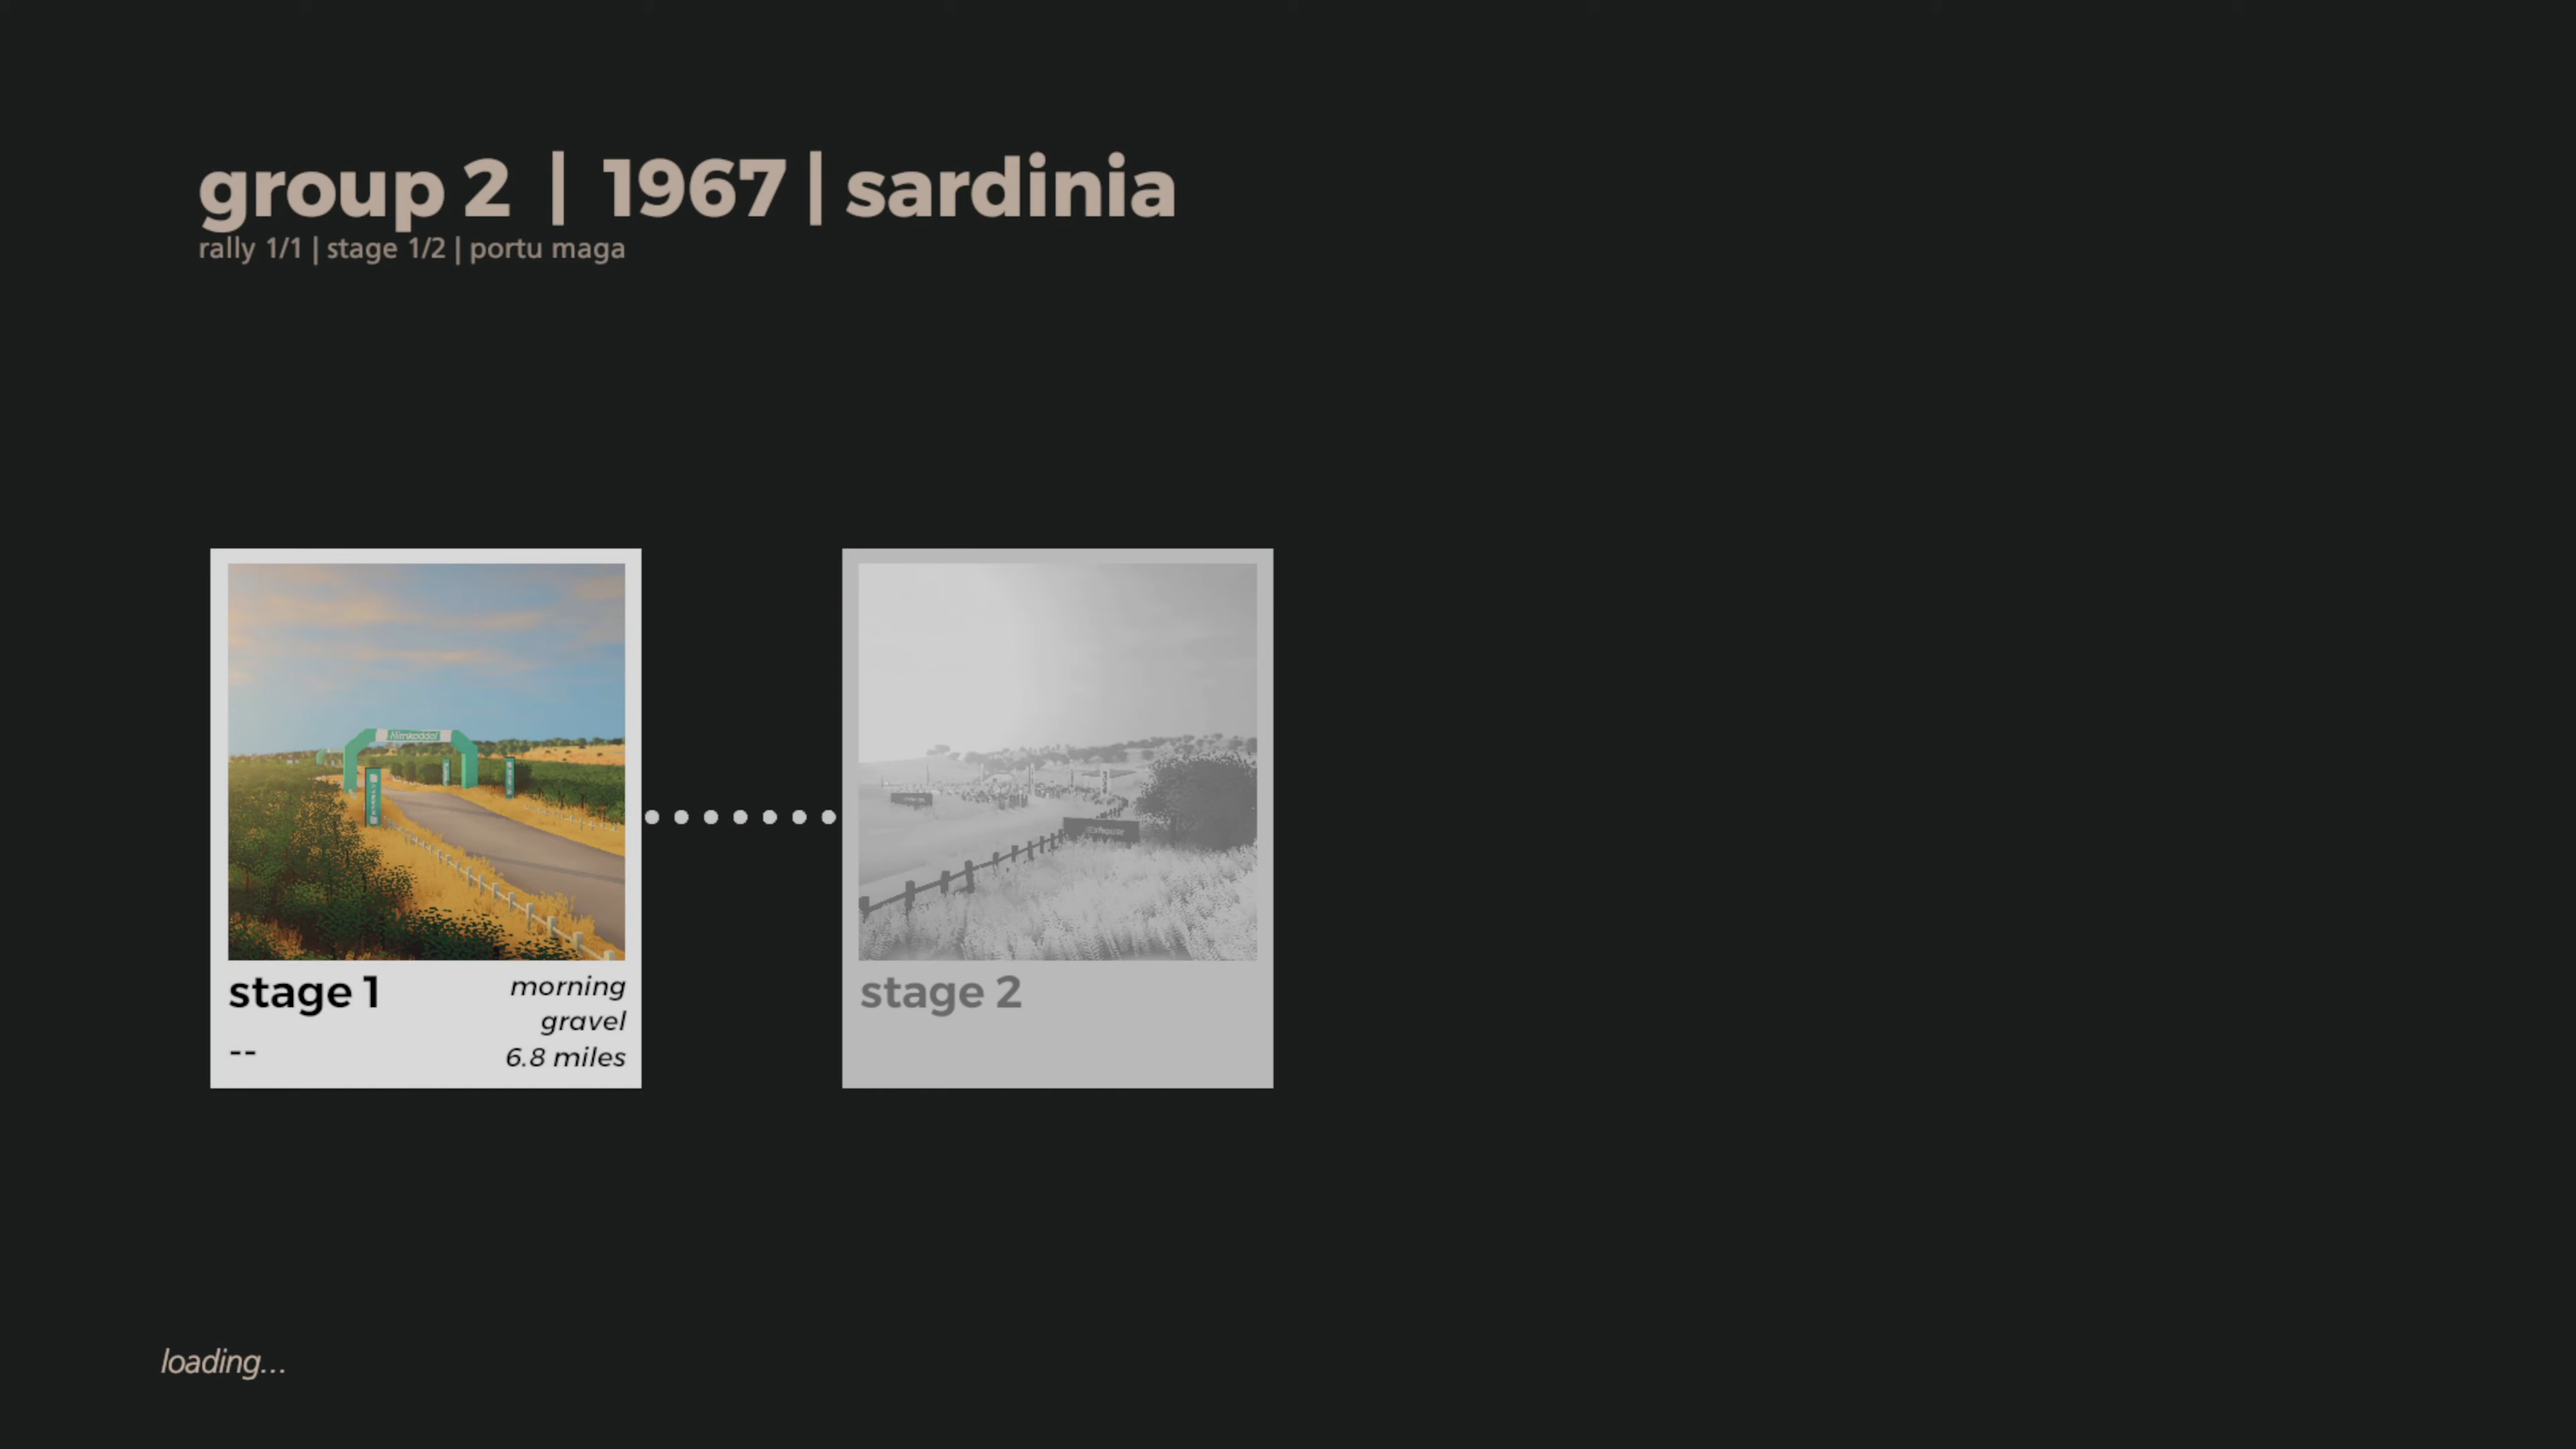 group 2 | 1967 | sardinia
rally 1/1 | stage 1/2 | portu maga
stage 1
morning
gravel
--
6.8 miles
stage 2
loading...